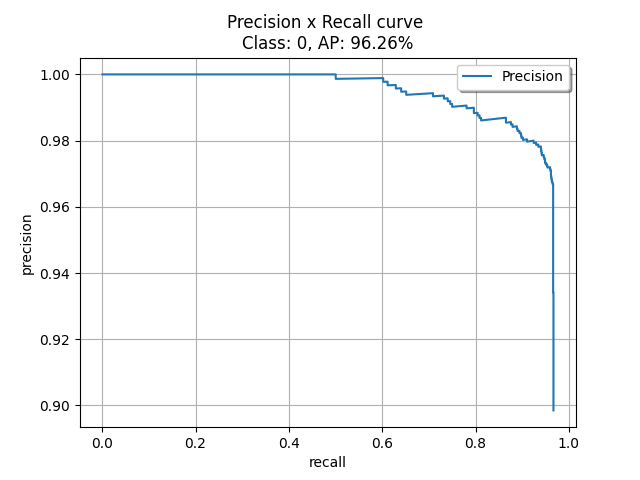 Precision x Recall curve
Class: 0, AP: 96.26%
Precision
1.00
0.98
0.96
0.94
0.92
0.90
precision
0.0 0.2 0.4 0.6 0.8 1.0
recall